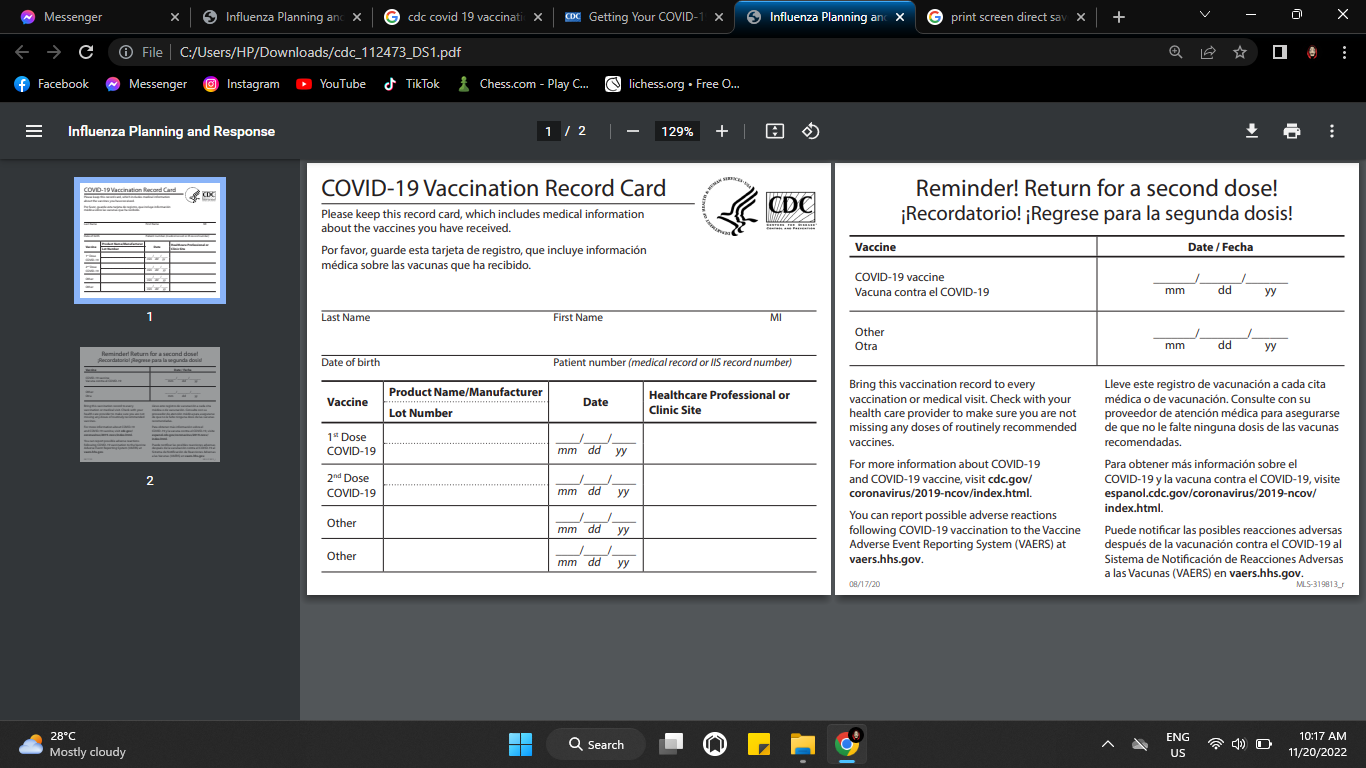 Messenger
Influenza Planning an
cdc covid 19 vaccinati
Getting Your COVID-1
Influenza Planning an
print screen direct sav
File
C:/Users/HP/Downloads/cdc_112473_DS1.pdf
Facebook
Messenger
Instagram
YouTube
TikTok
Chess.com - Play C...
lichess.org • Free O...
Influenza Planning and Response
1 / 2
129%
1
2
COVID-19 Vaccination Record Card
Please keep this record card, which includes medical information
about the vaccines you have received.
Por favor, guarde esta tarjeta de registro, que incluye información
médica sobre las vacunas que ha recibido.
CDC
Last Name First Name MI
Date of birth Patient number (medical record or IIS record number)
Vaccine
Product Name/Manufacturer
Lot Number
Date
Healthcare Professional or
Clinic Site
1st Dose
COVID-19
___/___/___
mm dd yy
2nd Dose
COVID-19
___/___/___
mm dd yy
Other
___/___/___
mm dd yy
Other
___/___/___
mm dd yy
Reminder! Return for a second dose!
¡Recordatorio! ¡Regrese para la segunda dosis!
Vaccine Date / Fecha
COVID-19 vaccine
Vacuna contra el COVID-19
___/___/___
mm dd yy
Other
Otra
___/___/___
mm dd yy
Bring this vaccination record to every
vaccination or medical visit. Check with your
health care provider to make sure you are not
missing any doses of routinely recommended
vaccines.
For more information about COVID-19
and COVID-19 vaccine, visit cdc.gov/
coronavirus/2019-ncov/index.html.
You can report possible adverse reactions
following COVID-19 vaccination to the Vaccine
Adverse Event Reporting System (VAERS) at
vaers.hhs.gov.
08/17/20
Lleve este registro de vacunación a cada cita
médica o de vacunación. Consulte con su
proveedor de atención médica para asegurarse
de que no le falte ninguna dosis de las vacunas
recomendadas.
Para obtener más información sobre el
COVID-19 y la vacuna contra el COVID-19, visite
espanol.cdc.gov/coronavirus/2019-ncov/
index.html.
Puede notificar las posibles reacciones adversas
después de la vacunación contra el COVID-19 al
Sistema de Notificación de Reacciones Adversas
a las Vacunas (VAERS) en vaers.hhs.gov.
MLS-319813_r
28°C
Mostly cloudy
Search
ENG
US
10:17 AM
11/20/2022